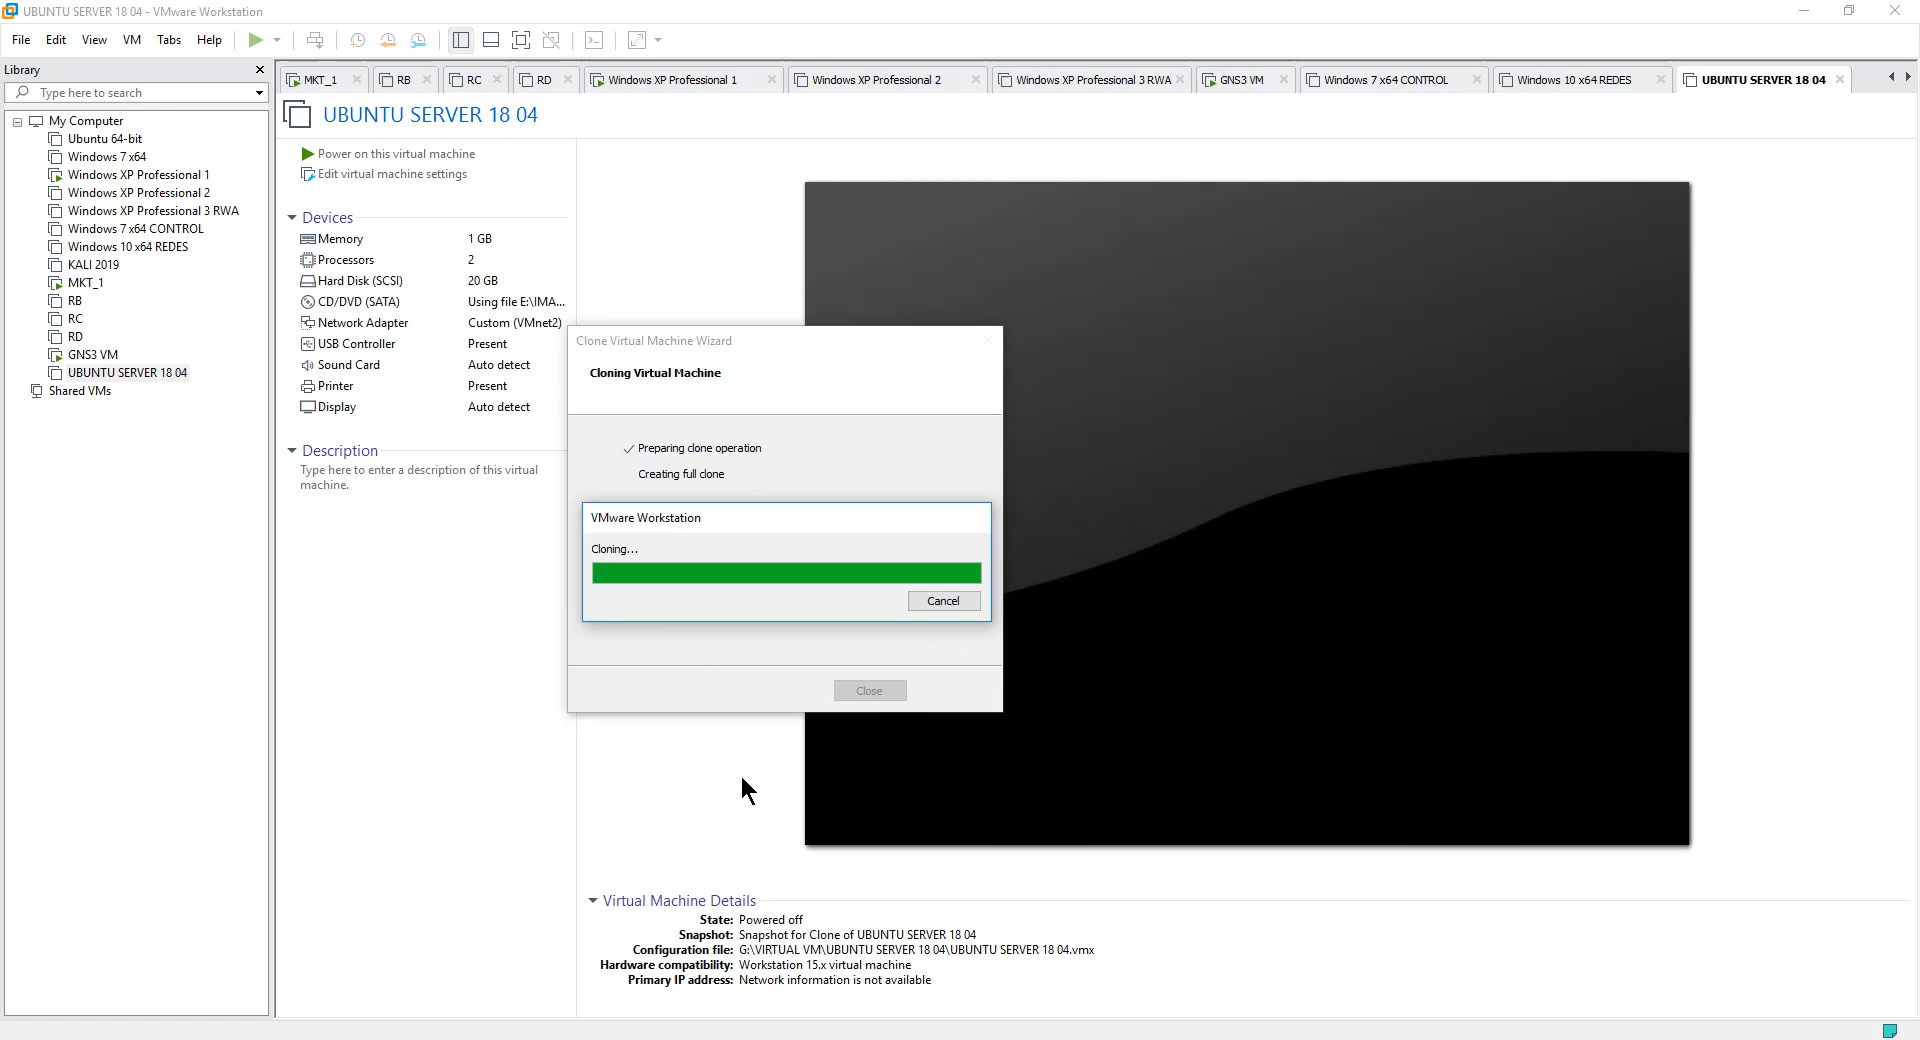 UBUNTU SERVER 18 04 - VMware Workstation
File Edit View VM Tabs Help
Library
Type here to search
My Computer
Ubuntu 64-bit
Windows 7 x64
Windows XP Professional 1
Windows XP Professional 2
Windows XP Professional 3 RWA
Windows 7 x64 CONTROL
Windows 10 x64 REDES
KALI 2019
MKT_1
RB
RC
RD
GNS3 VM
UBUNTU SERVER 18 04
Shared VMs
MKT_1 RB RC RD Windows XP Professional 1 Windows XP Professional 2 Windows XP Professional 3 RWA GNS3 VM Windows 7 x64 CONTROL Windows 10 x64 REDES UBUNTU SERVER 18 04
UBUNTU SERVER 18 04
Power on this virtual machine
Edit virtual machine settings
Devices
Memory 1 GB
Processors 2
Hard Disk (SCSI) 20 GB
CD/DVD (SATA) Using file E:\IMA...
Network Adapter Custom (VMnet2)
USB Controller Present
Sound Card Auto detect
Printer Present
Display Auto detect
Description
Type here to enter a description of this virtual
machine.
Clone Virtual Machine Wizard
Cloning Virtual Machine
Preparing clone operation
Creating full clone
VMware Workstation
Cloning...
Cancel
Close
Virtual Machine Details
State: Powered off
Snapshot: Snapshot for Clone of UBUNTU SERVER 18 04
Configuration file: G:\VIRTUAL VM\UBUNTU SERVER 18 04\UBUNTU SERVER 18 04.vmx
Hardware compatibility: Workstation 15.x virtual machine
Primary IP address: Network information is not available